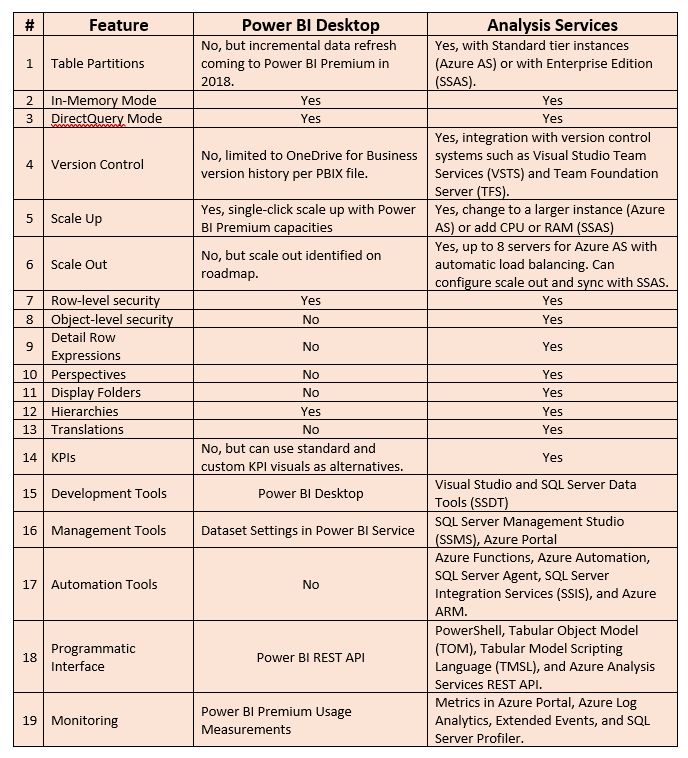 # Feature Power BI Desktop Analysis Services
1 Table Partitions
No, but incremental data refresh
coming to Power BI Premium in
2018.
Yes, with Standard tier instances
(Azure AS) or with Enterprise Edition
(SSAS).
2 In-Memory Mode Yes Yes
3 DirectQuery Mode Yes Yes
4 Version Control
No, limited to OneDrive for Business
version history per PBIX file.
Yes, integration with version control
systems such as Visual Studio Team
Services (VSTS) and Team Foundation
Server (TFS).
5 Scale Up
Yes, single-click scale up with Power
BI Premium capacities
Yes, change to a larger instance (Azure
AS) or add CPU or RAM (SSAS)
6 Scale Out
No, but scale out identified on
roadmap.
Yes, up to 8 servers for Azure AS with
automatic load balancing. Can
configure scale out and sync with SSAS.
7 Row-level security Yes Yes
8 Object-level security No Yes
9 Detail Row
Expressions
No Yes
10 Perspectives No Yes
11 Display Folders No Yes
12 Hierarchies Yes Yes
13 Translations No Yes
14 KPIs
No, but can use standard and
custom KPI visuals as alternatives.
Yes
15 Development Tools Power BI Desktop
Visual Studio and SQL Server Data
Tools (SSDT)
16 Management Tools Dataset Settings in Power BI Service
SQL Server Management Studio
(SSMS), Azure Portal
17 Automation Tools No
Azure Functions, Azure Automation,
SQL Server Agent, SQL Server
Integration Services (SSIS), and Azure
ARM.
18 Programmatic
Interface
Power BI REST API
PowerShell, Tabular Object Model
(TOM), Tabular Model Scripting
Language (TMSL), and Azure Analysis
Services REST API.
19 Monitoring
Power BI Premium Usage
Measurements
Metrics in Azure Portal, Azure Log
Analytics, Extended Events, and SQL
Server Profiler.